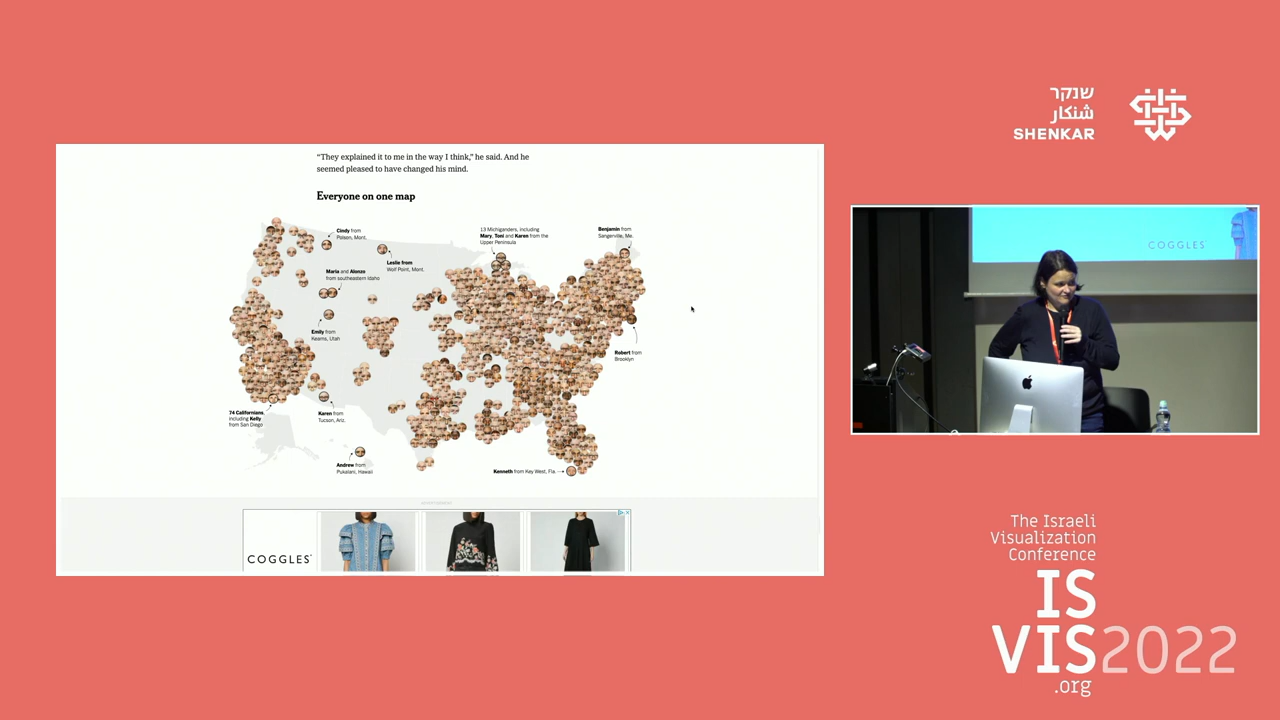 שנקר
شنكار
SHENKAR
“They explained it to me in the way I think,” he said. And he
seemed pleased to have changed his mind.
Everyone on one map
Cindy from
Polson, Mont.
Leslie from
Wolf Point, Mont.
Maria and Alonzo
from southeastern Idaho
Emily from
Kearns, Utah
13 Michiganders, including
Mary, Toni and Karen from the
Upper Peninsula
Benjamin from
Sangerville, Me.
Robert from
Brooklyn
74 Californians,
including Kelly
from San Diego
Karen from
Tucson, Ariz.
Andrew from
Pukalani, Hawaii
Kenneth from Key West, Fla.
ADVERTISEMENT
COGGLES
COGGLES
The Israeli
Visualization
Conference
IS
VIS2022
.org